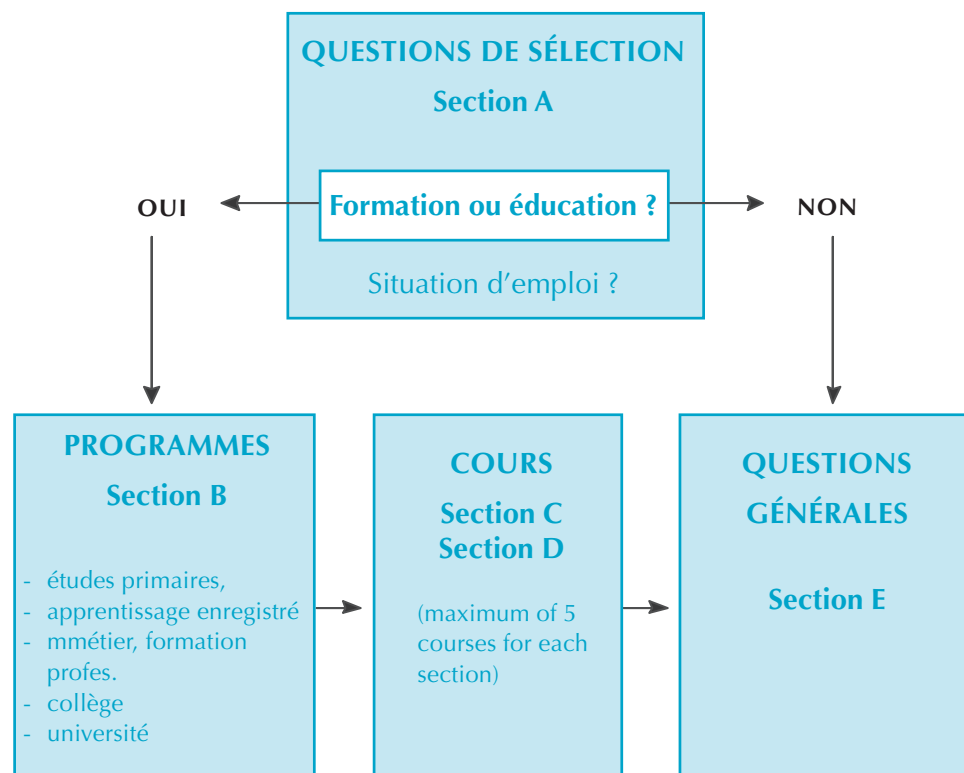 QUESTIONS DE SÉLECTION
Section A
OUI
Formation ou éducation ?
NON
Situation d’emploi ?
PROGRAMMES
Section B
- études primaires,
- apprentissage enregistré
- mmétier, formation
profes.
- collège
- université
COURS
Section C
Section D
(maximum of 5
courses for each
section)
QUESTIONS
GÉNÉRALES
Section E